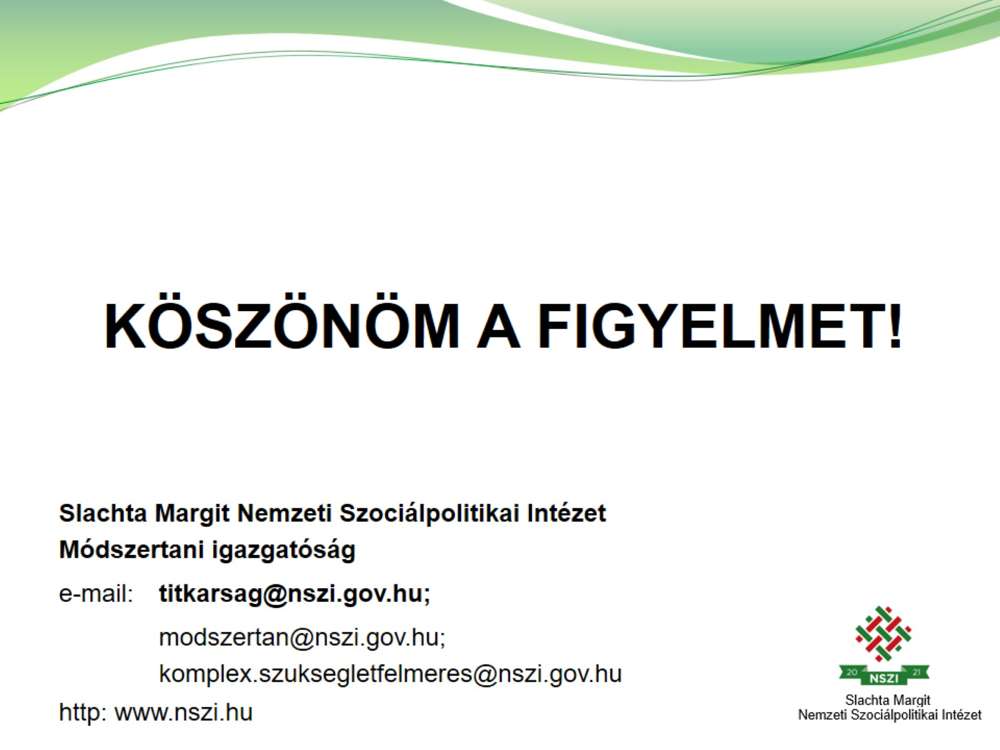 KÖSZÖNÖM A FIGYELMET!
Slachta Margit Nemzeti Szociálpolitikai Intézet
Módszertani igazgatóság
e-mail: titkarsag@nszi.gov.hu;
modszertan@nszi.gov.hu;
komplex.szuksegletfelmeres@nszi.gov.hu
http: www.nszi.hu
20 NSZI 21
Slachta Margit
Nemzeti Szociálpolitikai Intézet